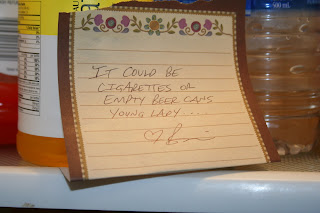 IT COULD BE
CIGARETTES OR
EMPTY BEER CANS
YOUNG LADY.....